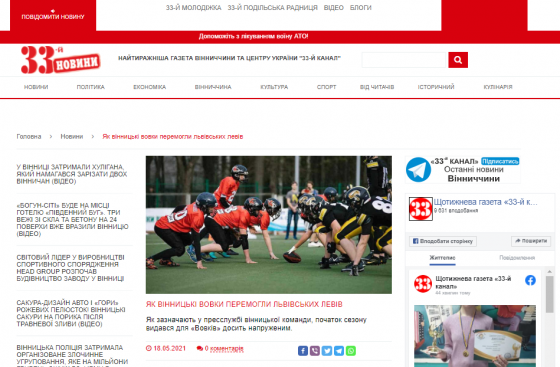 ПОВІДОМИТИ НОВИНУ
33-Й МОЛОДІЖКА 33-Й ПОДІЛЬСЬКА РАДНИЦЯ ВІДЕО БЛОГИ
Допоможіть з лікуванням воїну АТО!
33-й НОВИНИ
НАЙТИРАЖНІША ГАЗЕТА ВІННИЧЧИНИ ТА ЦЕНТРУ УКРАЇНИ "33-Й КАНАЛ"
НОВИНИ ПОЛІТИКА ЕКОНОМІКА ВІННИЧЧИНА КУЛЬТУРА СПОРТ ВІД ЧИТАЧІВ ІСТОРИЧНИЙ КУЛІНАРІЯ
Головна > Новини > Як вінницькі вовки перемогли львівських левів
У ВІННИЦІ ЗАТРИМАЛИ ХУЛІГАНА,
ЯКИЙ НАМАГАВСЯ ЗАРІЗАТИ ДВОХ
ВІННИЧАН (ВІДЕО)
«БОГУН-СІТІ» БУДЕ НА МІСЦІ
ГОТЕЛЮ «ПІВДЕННИЙ БУГ». ТРИ
ВЕЖІ ЗІ СКЛА ТА БЕТОНУ НА 24
ПОВЕРХИ ВЖЕ ВРАЗИЛИ ВІННИЦЮ
(ВІДЕО)
СВІТОВИЙ ЛІДЕР У ВИРОБНИЦТВІ
СПОРТИВНОГО СПОРЯДЖЕННЯ
HEAD GROUP РОЗПОЧАВ
БУДІВНИЦТВО ЗАВОДУ У ВІННИЦІ
САКУРА-ДИЗАЙН АВТО І «ГОРИ»
РОЖЕВИХ ПЕЛЮСТОК! ВІННИЦЬКІ
САКУРИ НА ПОРИКА ПІСЛЯ
ТРАВНЕВОЇ ЗЛИВИ (ВІДЕО)
ВІННИЦЬКА ПОЛІЦІЯ ЗАТРИМАЛА
ОРГАНІЗОВАНЕ ЗЛОЧИННЕ
УГРУПОВАННЯ, ЯКЕ НА МІЛЬЙОНИ
ЯК ВІННИЦЬКІ ВОВКИ ПЕРЕМОГЛИ ЛЬВІВСЬКИХ ЛЕВІВ
Як зазначають у пресслужбі вінницької команди, початок сезону
видався для «Вовків» досить напруженим.
18.05.2021 0 коментарів
«33-й КАНАЛ» Підписатись
Останні новини
Вінниччини
Щотижнева газета «33-й к...
9 631 вподобання
Вподобати сторінку Поширити
Життєпис Повідомлення
Щотижнева газета «33-й
канал»